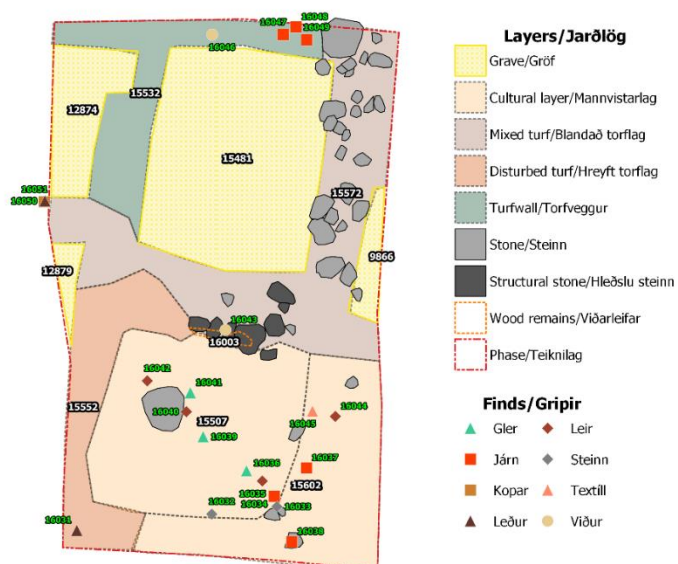 16048
16047
16049
16046
15532
12874
15481
16051
16050
15572
9866
12879
16043
16003
16042
16041
16040
15507
16044
16045
15552
16039
16036
16037
16035
15602
16032
16034
16033
16031
16038
Layers/Jarðlög
Grave/Gröf
Cultural layer/Mannvistarlag
Mixed turf/Blandað torflag
Disturbed turf/Hreyft torflag
Turfwall/Torfveggur
Stone/Steinn
Structural stone/Hleðslu steinn
Wood remains/Viðarleifar
Phase/Teiknilag
Finds/Gripir
Gler Leir
Járn Steinn
Kopar Textíll
Leður Viður